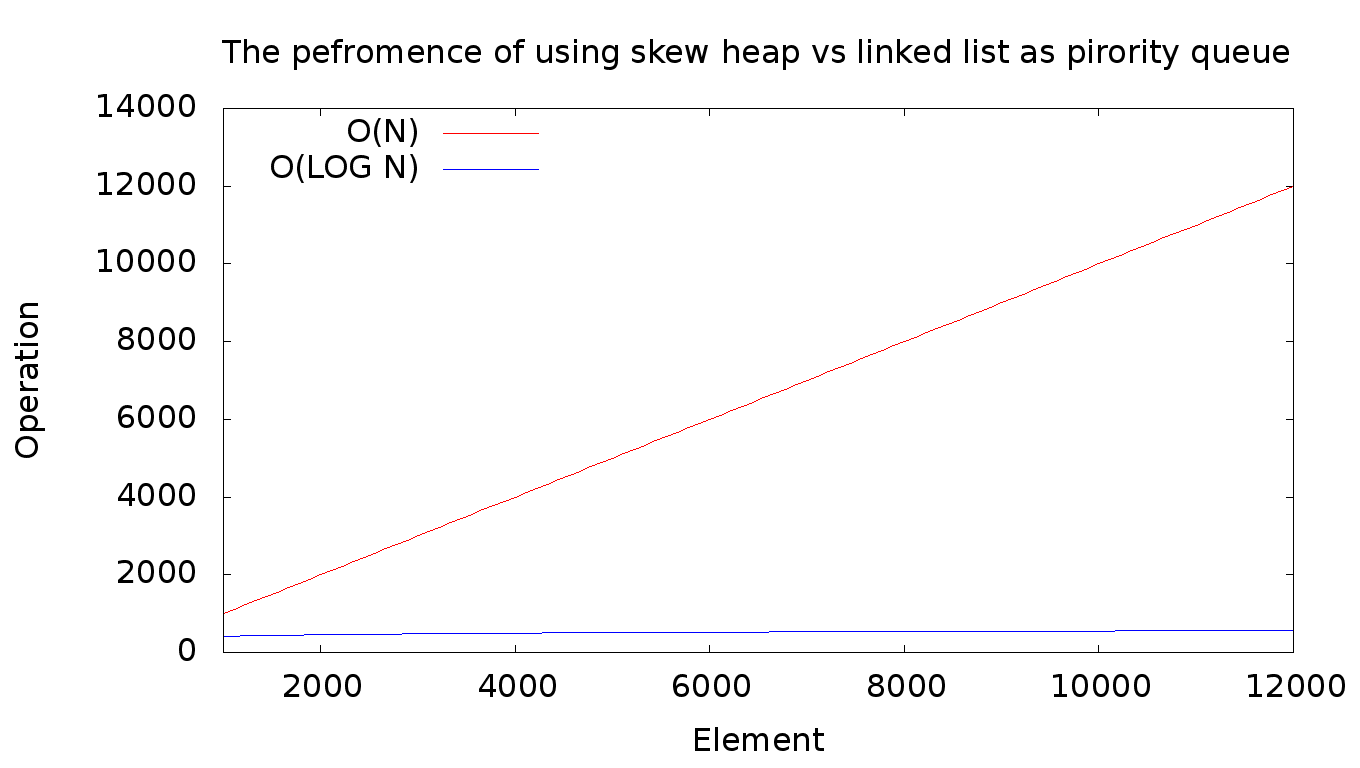 The pefromence of using skew heap vs linked list as pirority queue
14000
12000
10000
8000
6000
4000
2000
0
O(N)
O(LOG N)
Operation
2000 4000 6000 8000 10000 12000
Element